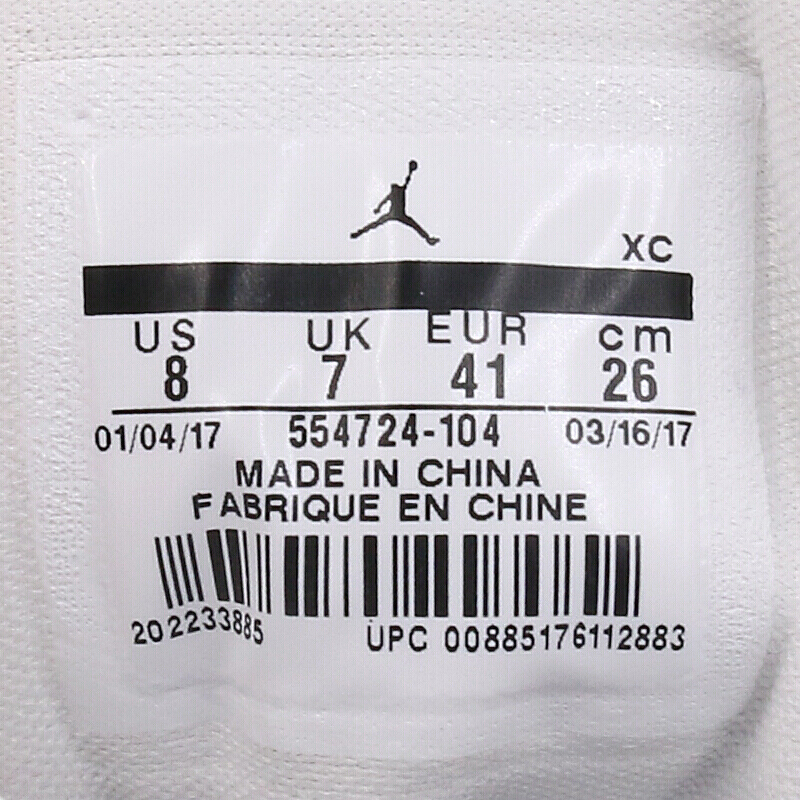 XC
US UK EUR cm
8 7 41 26
01/04/17 554724-104 03/16/17
MADE IN CHINA
FABRIQUE EN CHINE
202233885 UPC 00885176112883